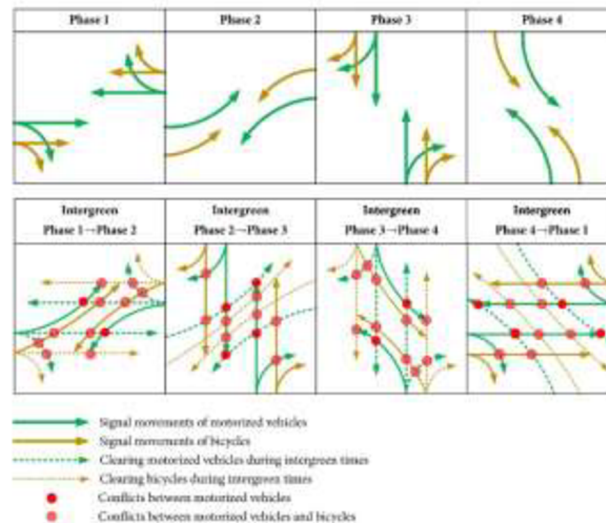 Phase 1 Phase 2 Phase 3 Phase 4
Intergreen Intergreen Intergreen Intergreen
Phase 1→Phase 2 Phase 2→Phase 3 Phase 3→Phase 4 Phase 4→Phase 1
Signal movements of motorized vehicles
Signal movements of bicycles
Clearing motorized vehicles during intergreen times
Clearing bicycles during intergreen times
Conflicts between motorized vehicles
Conflicts between motorized vehicles and bicycles